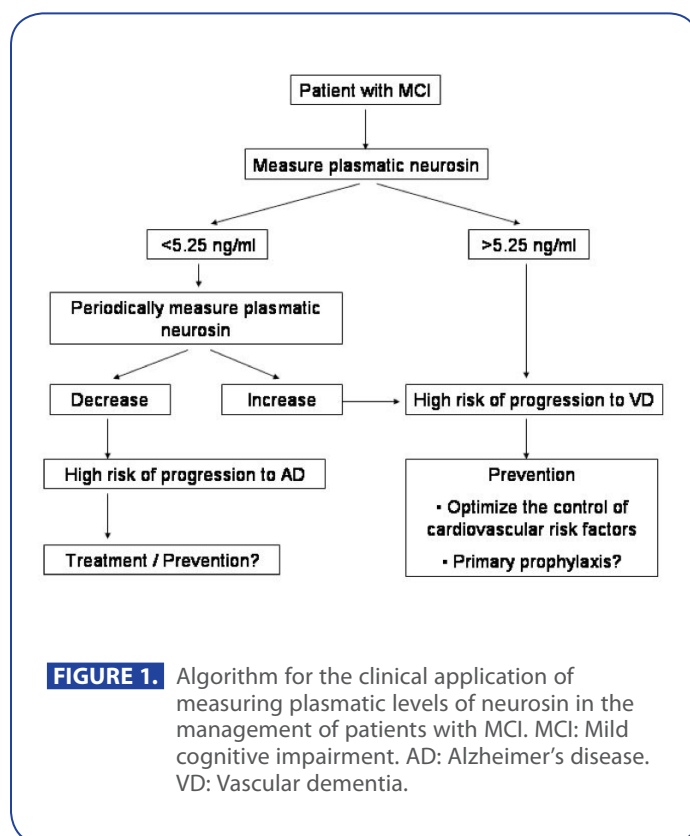 Patient with MCI
Measure plasmatic neurosin
<5.25 ng/ml
>5.25 ng/ml
Periodically measure plasmatic
neurosin
Decrease
Increase
High risk of progression to VD
High risk of progression to AD
Prevention
▪ Optimize the control of
cardiovascular risk factors
▪ Primary prophylaxis?
Treatment / Prevention?
FIGURE 1. Algorithm for the clinical application of
measuring plasmatic levels of neurosin in the
management of patients with MCI. MCI: Mild
cognitive impairment. AD: Alzheimer’s disease.
VD: Vascular dementia.